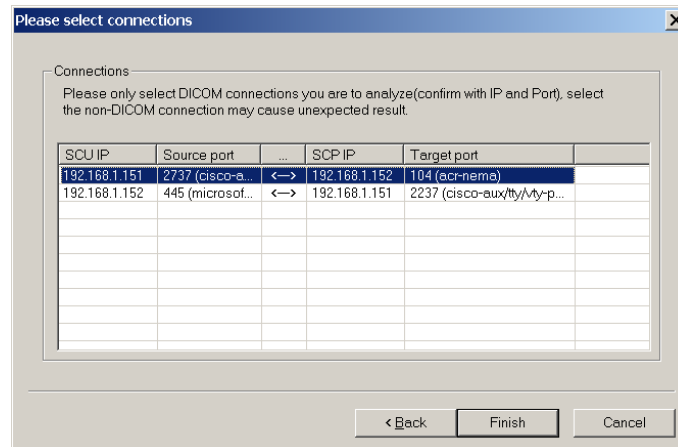 Please select connections
Connections
Please only select DICOM connections you are to analyze(confirm with IP and Port), select
the non-DICOM connection may cause unexpected result.
SCU IP Source port ... SCP IP Target port
192.168.1.151 2737 (cisco-a... <--> 192.168.1.152 104 (acr-nema)
192.168.1.152 445 (microsof... <--> 192.168.1.151 2237 (cisco-aux/tty/vty-p...
< Back Finish Cancel